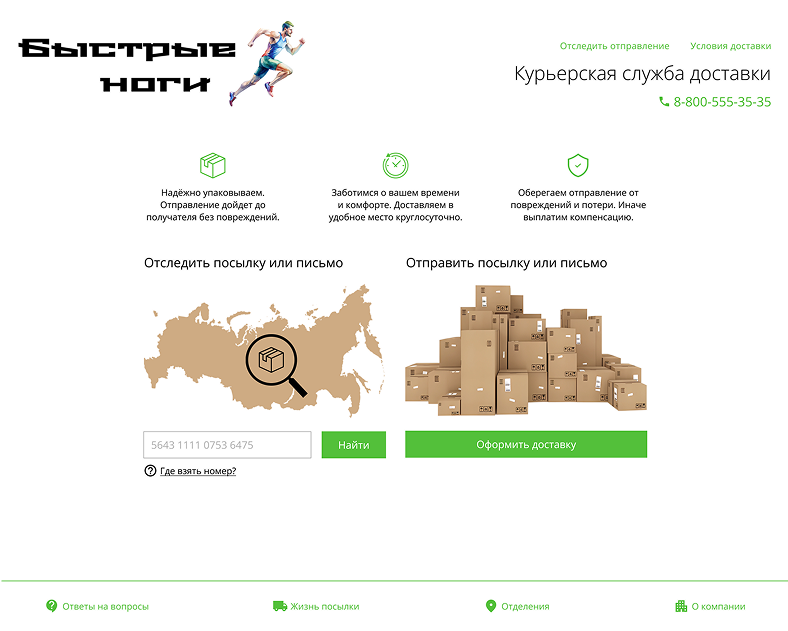 Быстрые
ноги
Отследить отправление
Условия доставки
Курьерская служба доставки
8-800-555-35-35
Надёжно упаковываем.
Отправление дойдет до
получателя без повреждений.
Заботимся о вашем времени
и комфорте. Доставляем в
удобное место круглосуточно.
Оберегаем отправление от
повреждений и потери. Иначе
выплатим компенсацию.
Отследить посылку или письмо
Отправить посылку или письмо
5643 1111 0753 6475
Найти
Оформить доставку
Где взять номер?
Ответы на вопросы
Жизнь посылки
Отделения
О компании